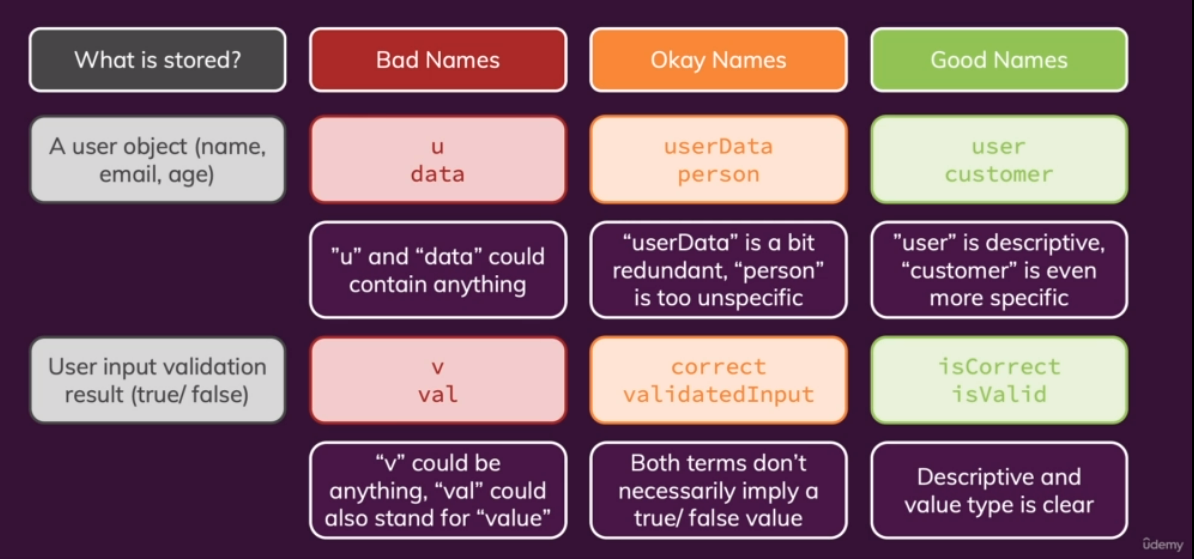 What is stored?
Bad Names
Okay Names
Good Names
A user object (name,
email, age)
u
data
userData
person
user
customer
”u” and “data” could
contain anything
“userData” is a bit
redundant, “person”
is too unspecific
”user” is descriptive,
“customer” is even
more specific
User input validation
result (true/ false)
v
val
correct
validatedInput
isCorrect
isValid
“v” could be
anything, “val” could
also stand for “value”
Both terms don’t
necessarily imply a
true/ false value
Descriptive and
value type is clear
ûdemy